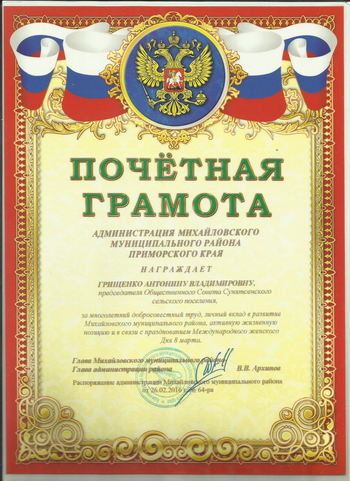 ПОЧЁТНАЯ
ГРАМОТА
АДМИНИСТРАЦИЯ МИХАЙЛОВСКОГО
МУНИЦИПАЛЬНОГО РАЙОНА
ПРИМОРСКОГО КРАЯ
НАГРАЖДАЕТ
ГРИЩЕНКО АНТОНИНУ ВЛАДИМИРОВНУ,
председателя Общественного Совета Сунятсенского
сельского поселения,
за многолетний добросовестный труд, личный вклад в развитие
Михайловского муниципального района, активную жизненную
позицию и в связи с празднованием Международного женского
Дня 8 марта.
Глава Михайловского муниципального района-
Глава администрации района В.В. Архипов
Распоряжение администрации Михайловского муниципального района
от 26.02.2016 г. № 64-ра